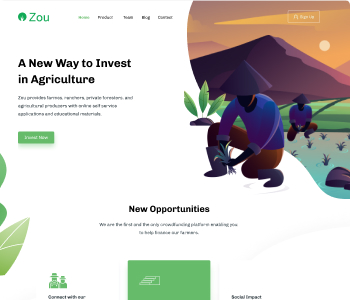 Zou
Home Product Team Blog Contact
Sign In
A New Way to Invest
in Agriculture
Zou provides farmers, ranchers, private foresters, and
agricultural producers with online self service
applications and educational materials.
Invest Now
New Opportunities
We are the first and the only crowdfunding platform enabling you
to help finance our farmers.
Connect with our
Social Impact